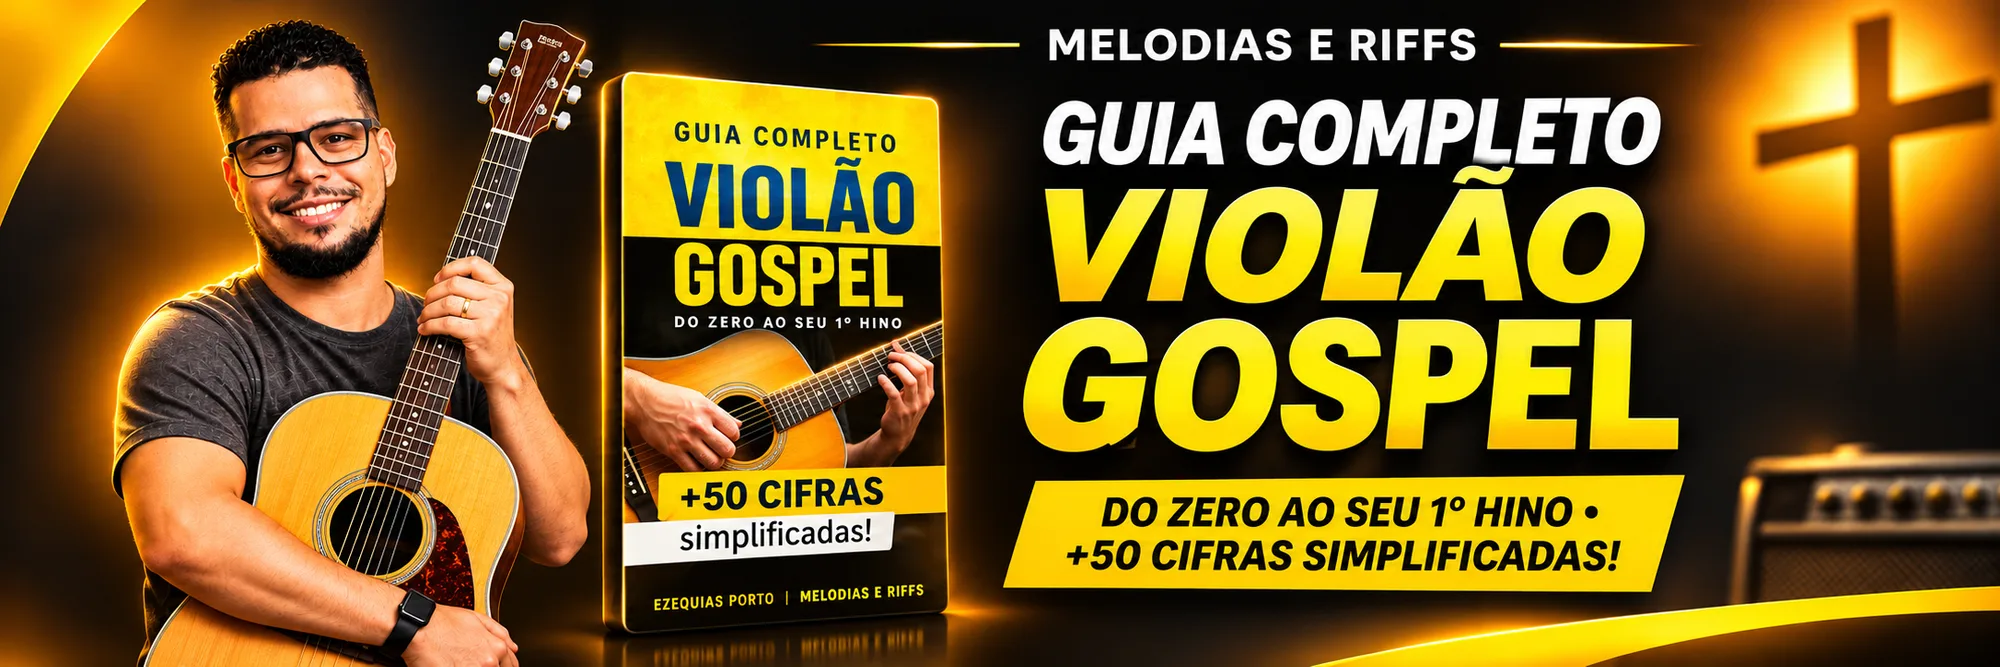 MELODIAS E RIFFS
GUIA COMPLETO
VIOLÃO
GOSPEL
DO ZERO AO SEU 1º HINO •
+50 CIFRAS SIMPLIFICADAS!
GUIA COMPLETO
VIOLÃO
GOSPEL
DO ZERO AO SEU 1º HINO
+50 CIFRAS
simplificadas!
EZEQUIAS PORTO | MELODIAS E RIFFS